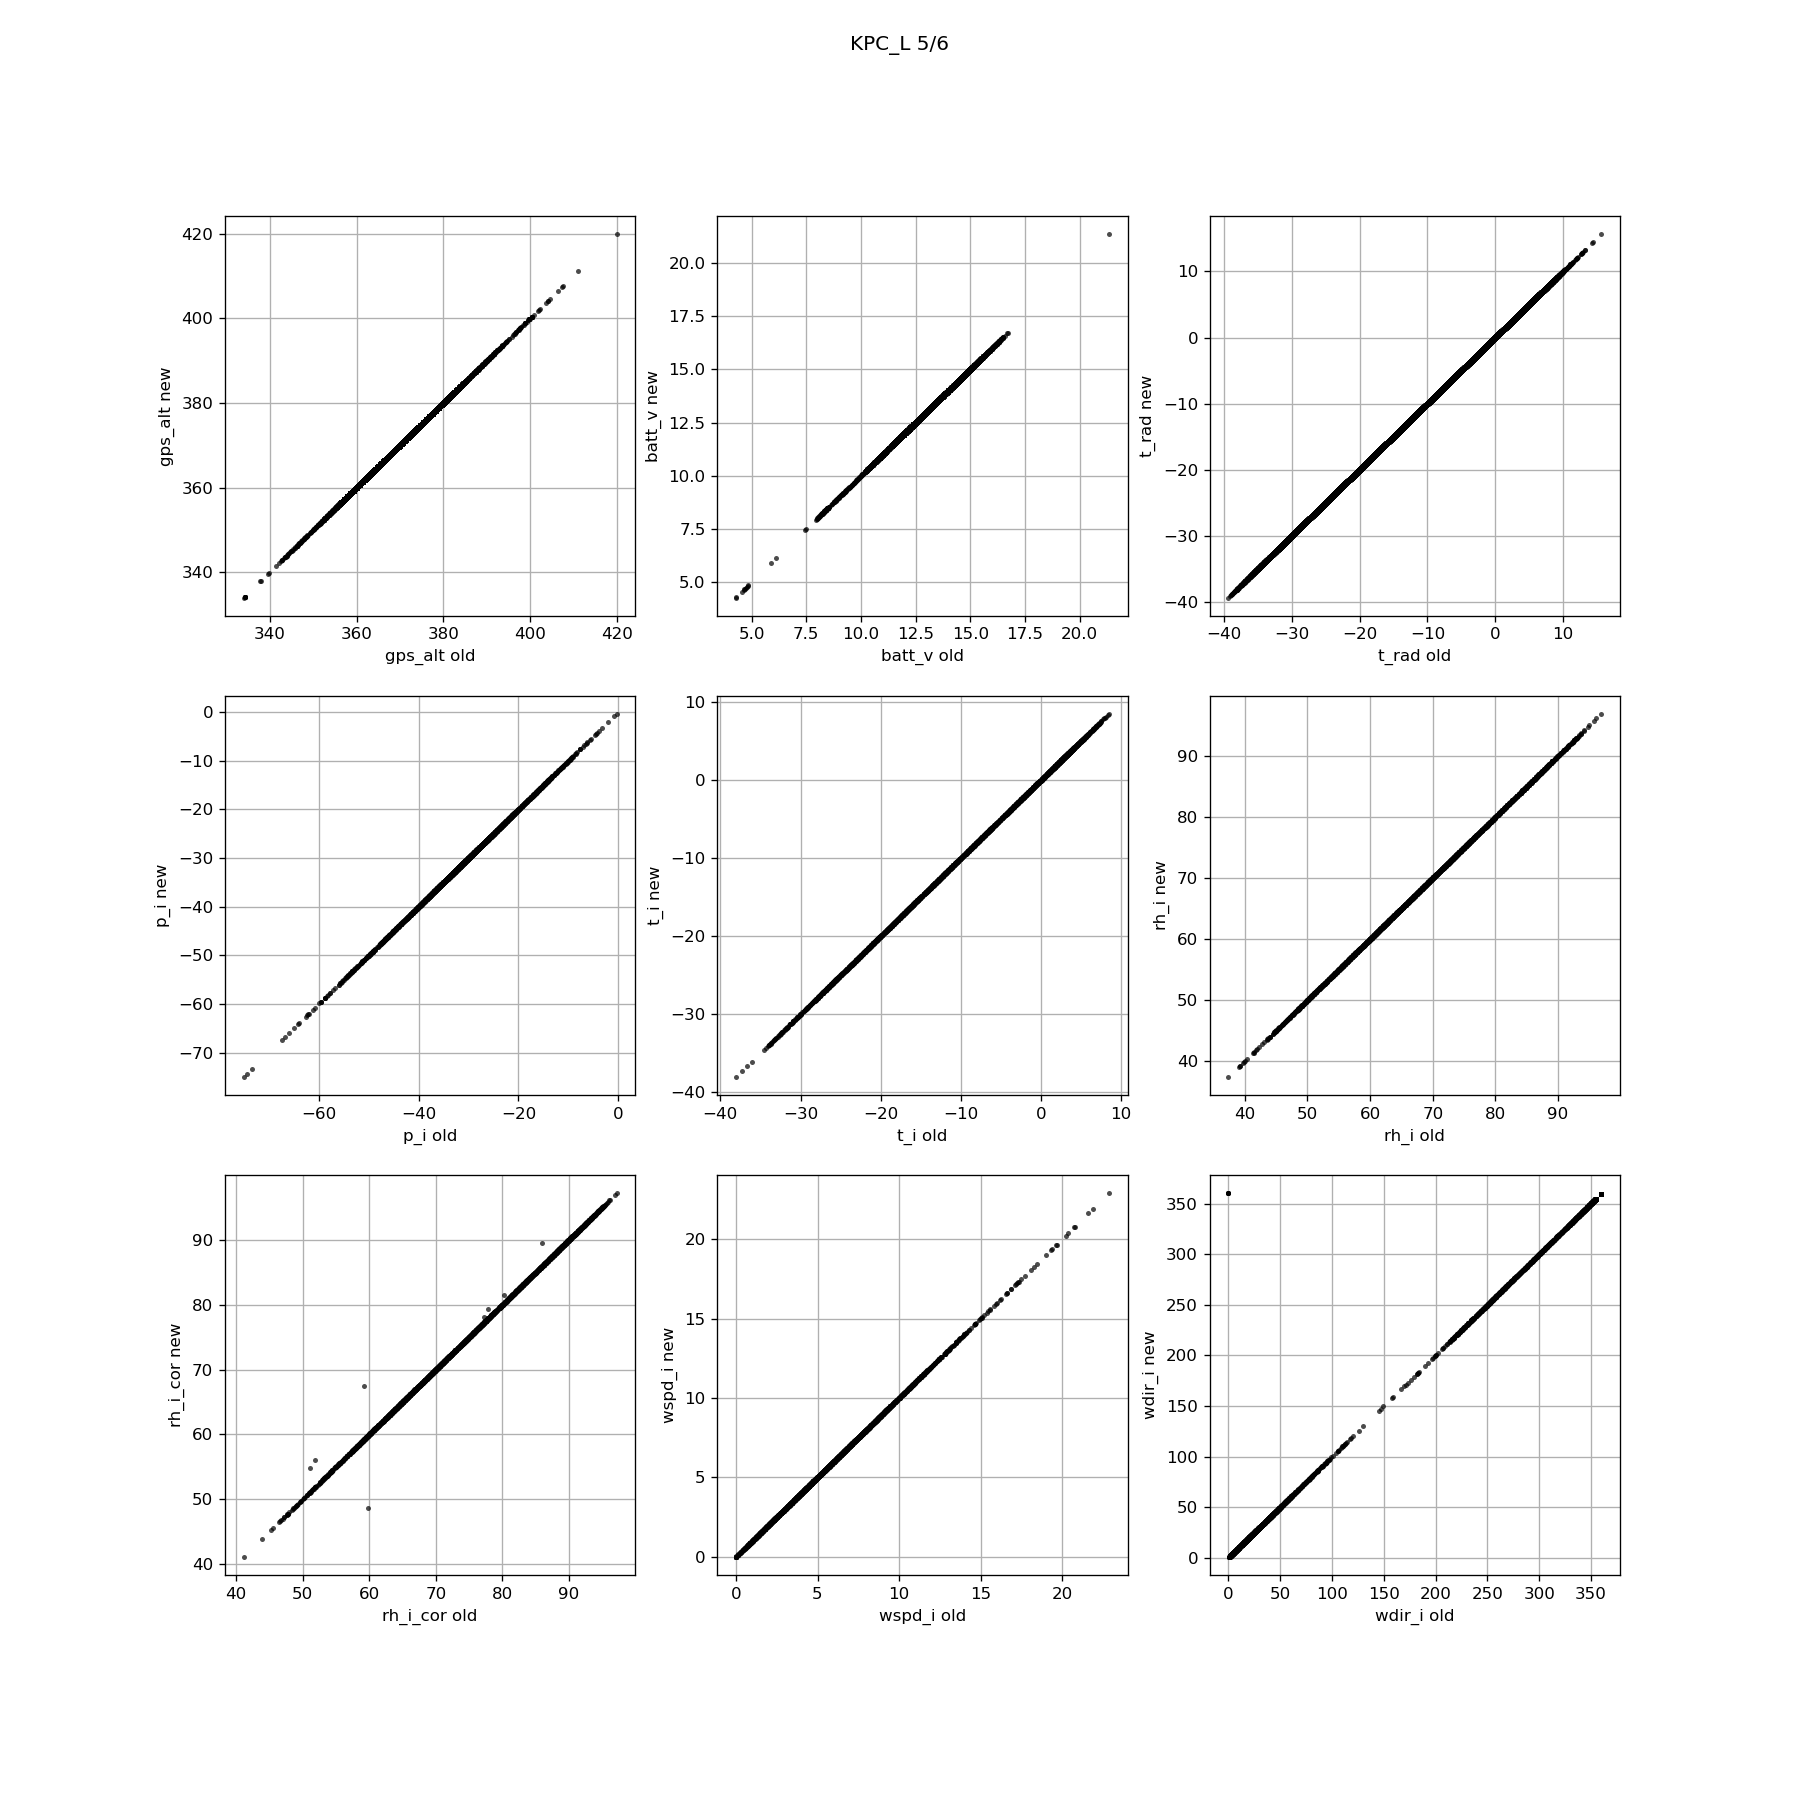 KPC_L 5/6
420
400
380
360
340
gps_alt new
340 360 380 400 420
gps_alt old
20.0
17.5
15.0
12.5
10.0
7.5
5.0
batt_v new
5.0 7.5 10.0 12.5 15.0 17.5 20.0
batt_v old
10
0
−10
−20
−30
−40
t_rad new
−40 −30 −20 −10 0 10
t_rad old
0
−10
−20
−30
−40
−50
−60
−70
p_i new
−60 −40 −20 0
p_i old
10
0
−10
−20
−30
−40
t_i new
−40 −30 −20 −10 0 10
t_i old
90
80
70
60
50
40
rh_i new
40 50 60 70 80 90
rh_i old
90
80
70
60
50
40
rh_i_cor new
40 50 60 70 80 90
rh_i_cor old
20
15
10
5
0
wspd_i new
0 5 10 15 20
wspd_i old
350
300
250
200
150
100
50
0
wdir_i new
0 50 100 150 200 250 300 350
wdir_i old